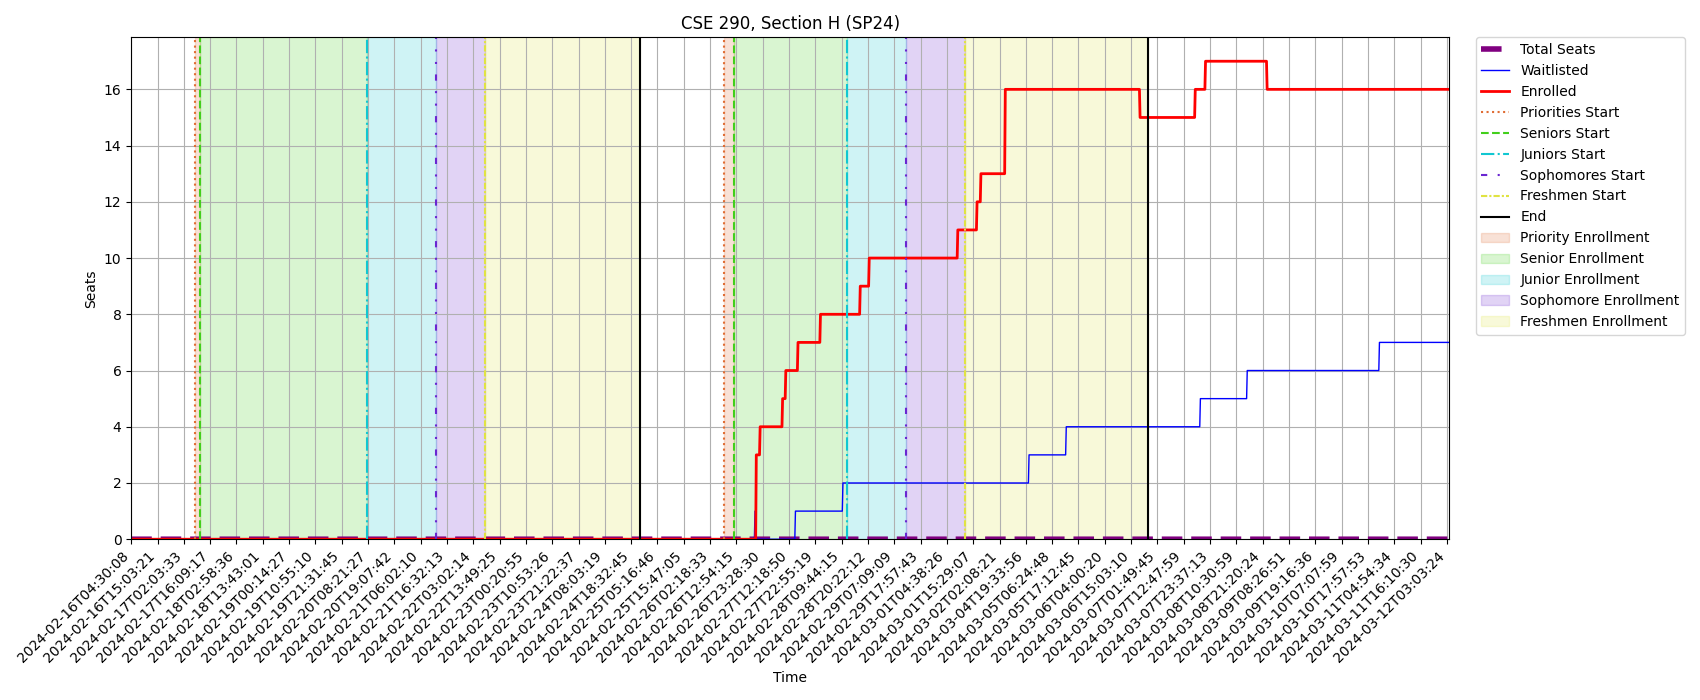 CSE 290, Section H (SP24)
Seats
0
2
4
6
8
10
12
14
16
2024-02-16T04:30:08
2024-02-16T15:03:21
2024-02-17T02:03:33
2024-02-17T16:09:17
2024-02-18T02:58:36
2024-02-18T13:43:01
2024-02-19T00:14:27
2024-02-19T10:55:10
2024-02-19T21:31:45
2024-02-20T08:21:27
2024-02-20T19:07:42
2024-02-21T06:02:10
2024-02-21T16:32:13
2024-02-22T03:02:14
2024-02-22T13:49:25
2024-02-23T00:20:55
2024-02-23T10:53:26
2024-02-23T21:22:37
2024-02-24T08:03:19
2024-02-24T18:32:45
2024-02-25T05:16:46
2024-02-25T15:47:05
2024-02-26T02:18:33
2024-02-26T12:54:15
2024-02-26T23:28:30
2024-02-27T12:18:50
2024-02-27T22:55:19
2024-02-28T09:44:15
2024-02-28T20:22:12
2024-02-29T07:09:09
2024-02-29T17:57:43
2024-03-01T04:38:26
2024-03-01T15:29:07
2024-03-02T02:08:21
2024-03-04T19:33:56
2024-03-05T06:24:48
2024-03-05T17:12:45
2024-03-06T04:00:20
2024-03-06T15:03:10
2024-03-07T01:49:45
2024-03-07T12:47:59
2024-03-07T23:37:13
2024-03-08T10:30:59
2024-03-08T21:20:24
2024-03-09T08:26:51
2024-03-09T19:16:36
2024-03-10T07:07:59
2024-03-10T17:57:53
2024-03-11T04:54:34
2024-03-11T16:10:30
2024-03-12T03:03:24
Time
Total Seats
Waitlisted
Enrolled
Priorities Start
Seniors Start
Juniors Start
Sophomores Start
Freshmen Start
End
Priority Enrollment
Senior Enrollment
Junior Enrollment
Sophomore Enrollment
Freshmen Enrollment